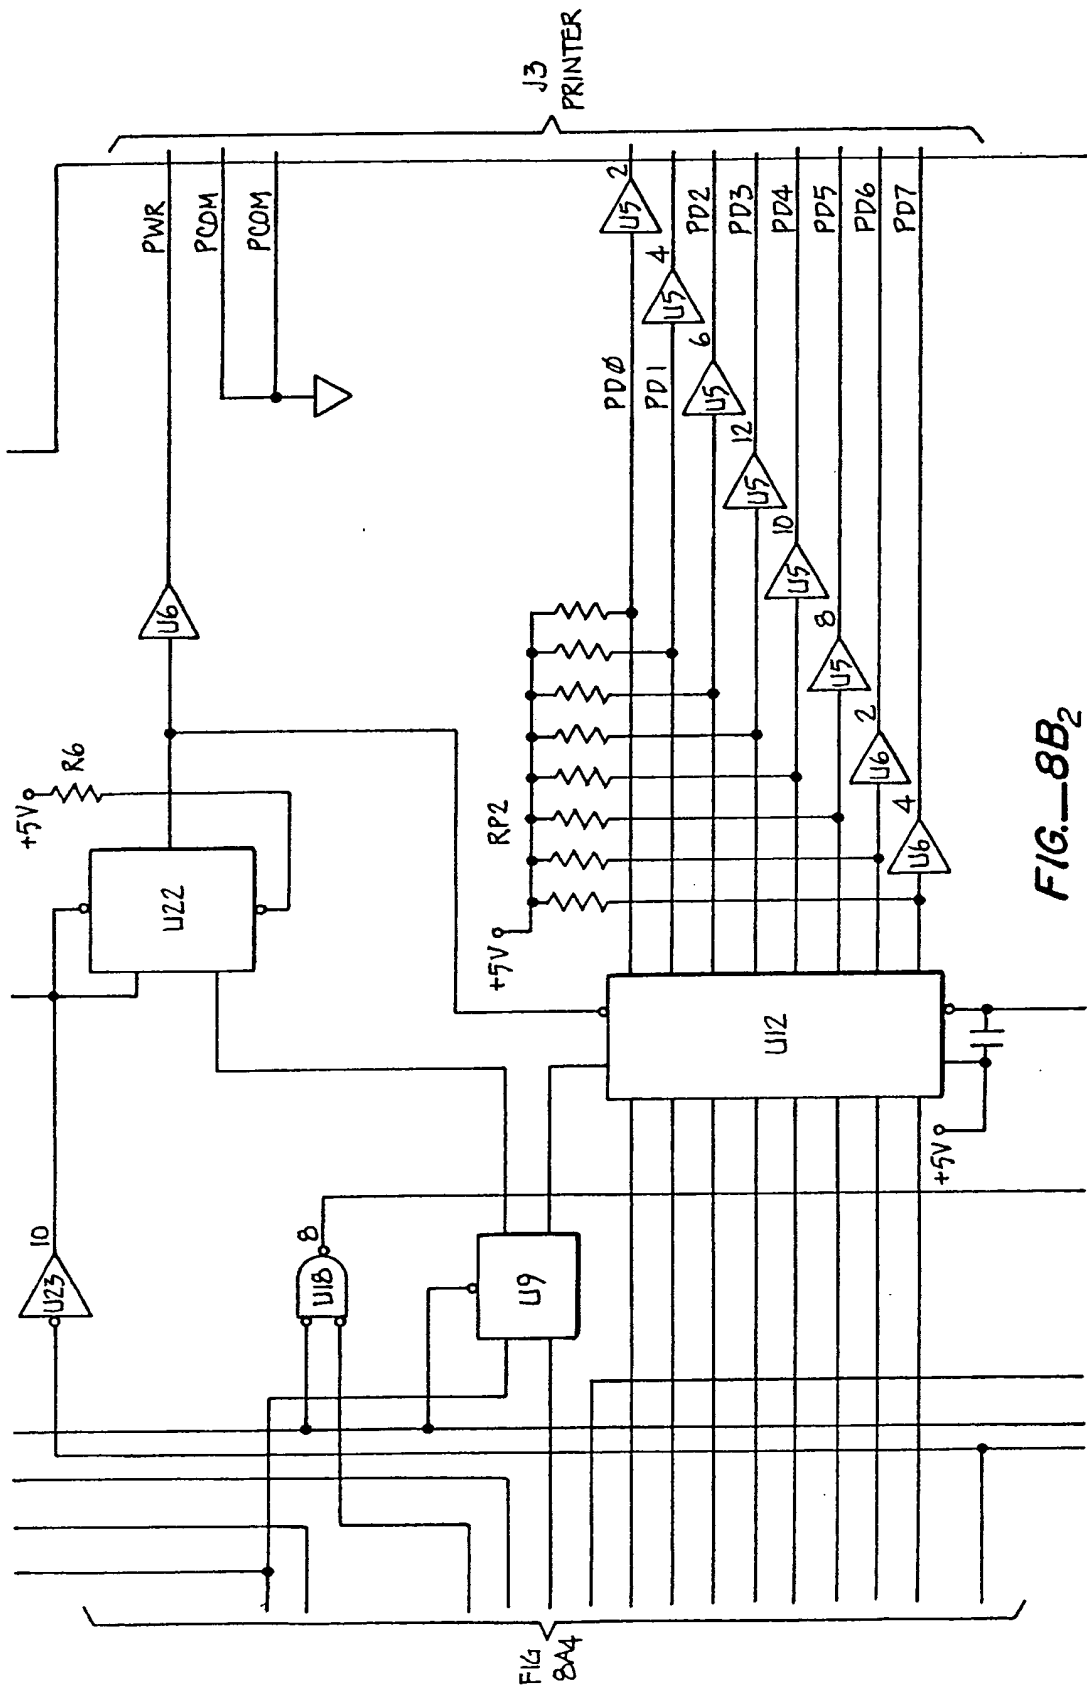 J3
PRINTER
PWR
PCOM
PCOM
U6
+5V
R6
U22
10
U23
8
U18
U9
FIG
8A4
RP2
+5V
PDØ
U5
2
PD1
U5
4
PD2
U5
6
PD3
U5
12
PD4
U5
10
PD5
U5
8
PD6
U6
2
PD7
U6
4
U12
+5V
FIG._8B2